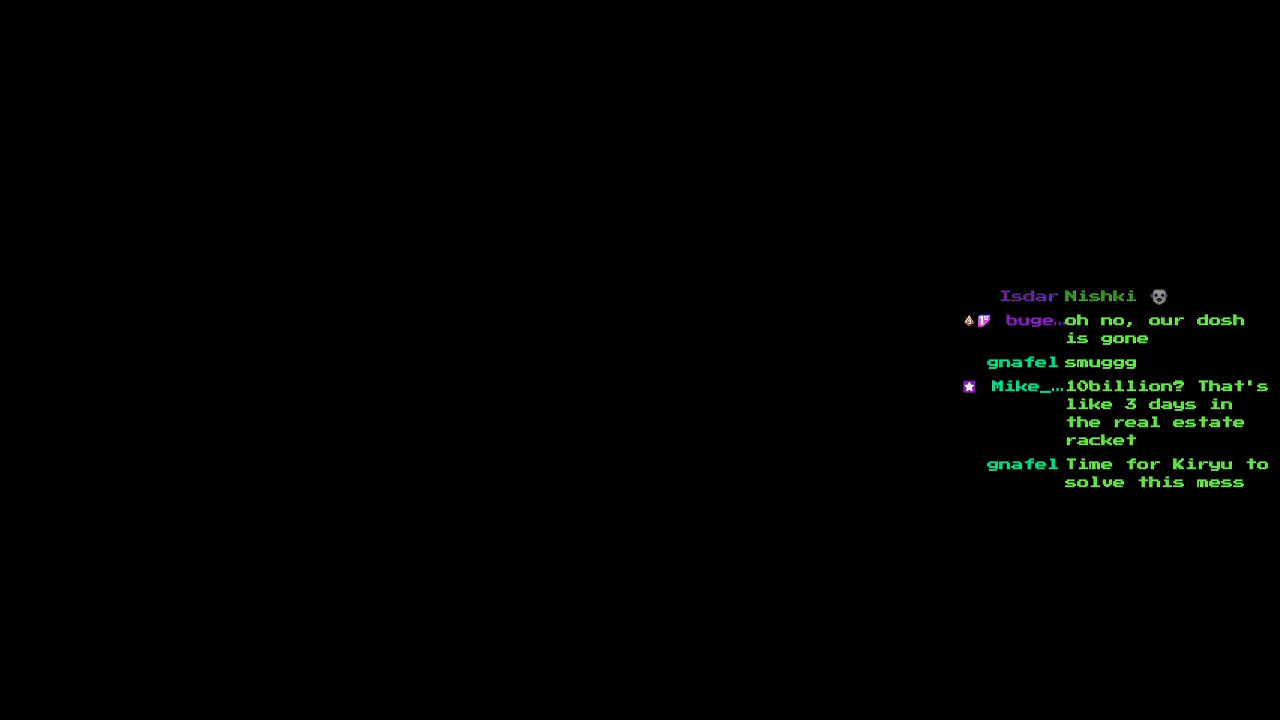 Isdar Nishki
buge… oh no, our dosh
is gone
gnafel smuggg
Mike_… 10billion? That's
like 3 days in
the real estate
racket
gnafel Time for Kiryu to
solve this mess